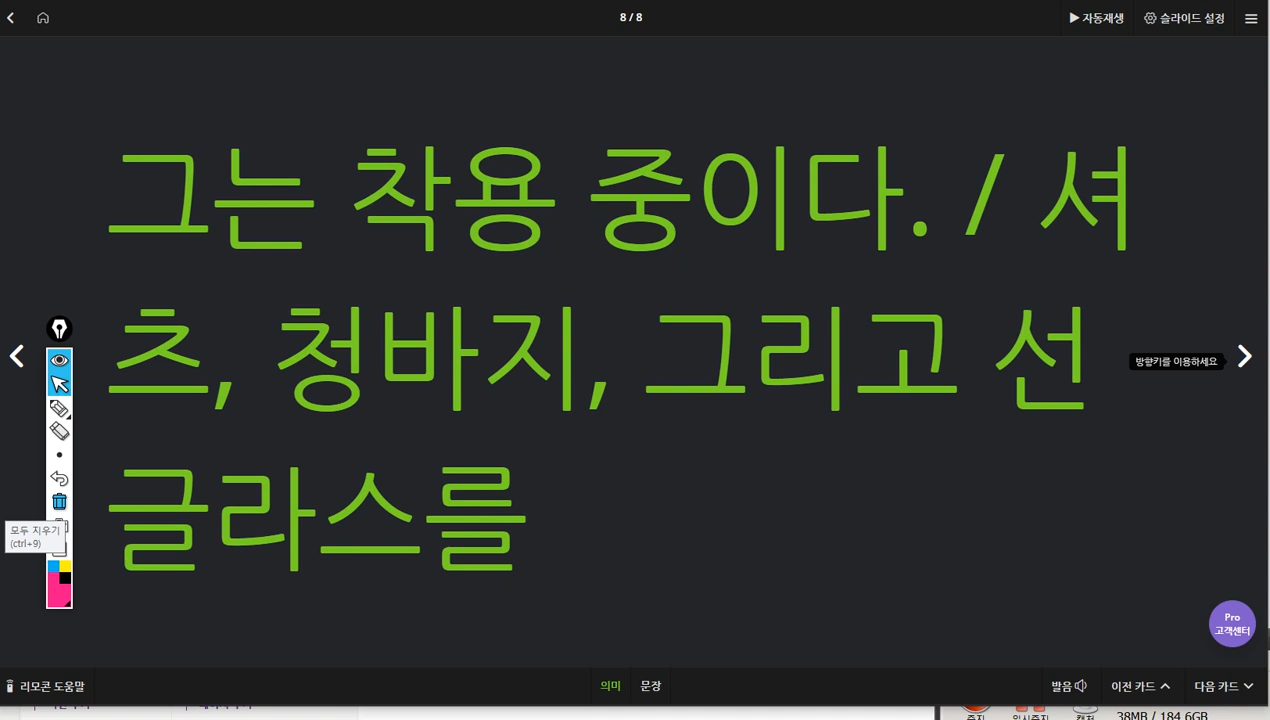 8 / 8
자동재생
슬라이드 설정
그는 착용 중이다. / 셔
츠, 청바지, 그리고 선
글라스를
방향키를 이용하세요
모두 지우기
(ctrl+9)
Pro
고객센터
리모콘 도움말
의미
문장
발음
이전 카드
다음 카드
38MB / 184.6GB